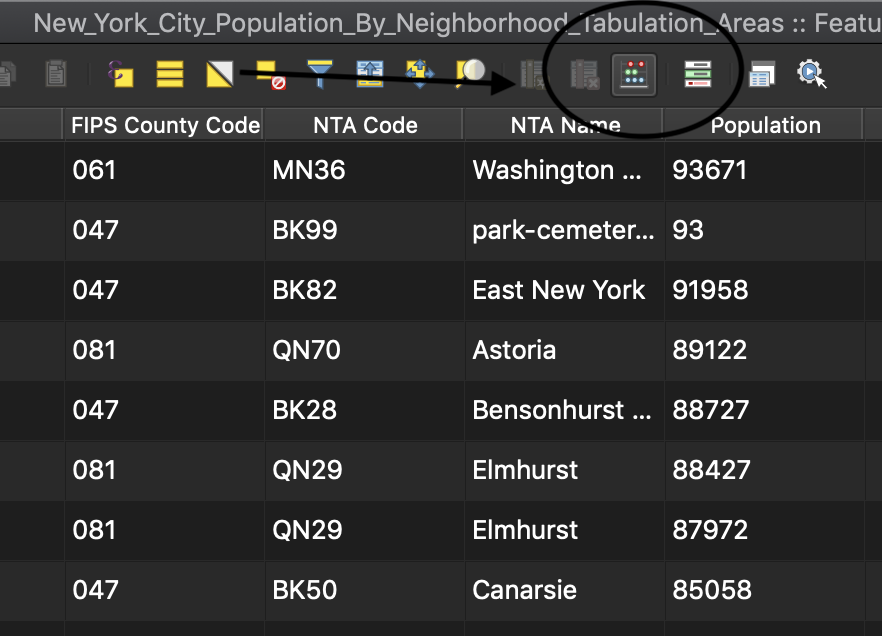 New_York_City_Population_By_Neighborhood_Tabulation_Areas :: Featu
FIPS County Code NTA Code NTA Name Population
061 MN36 Washington ... 93671
047 BK99 park-cemeter... 93
047 BK82 East New York 91958
081 QN70 Astoria 89122
047 BK28 Bensonhurst ... 88727
081 QN29 Elmhurst 88427
081 QN29 Elmhurst 87972
047 BK50 Canarsie 85058